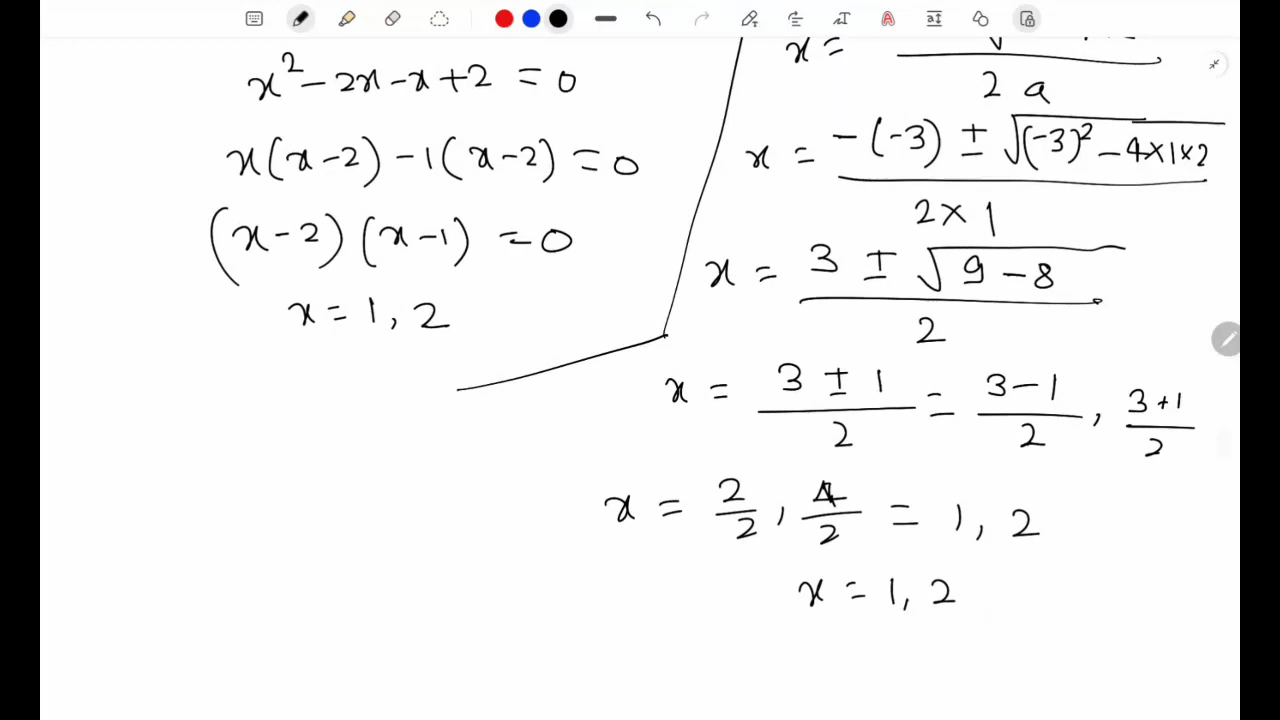 x² - 2x - x + 2 = 0
x(x-2) - 1(x-2) = 0
(x-2)(x-1) = 0
x = 1, 2
x = √ / 2a
x = -(-3) ± √(-3)² - 4×1×2 / 2×1
x = 3 ± √9-8 / 2
x = 3±1 / 2 = 3-1 / 2, 3+1 / 2
x = 2/2, 4/2 = 1, 2
x = 1, 2